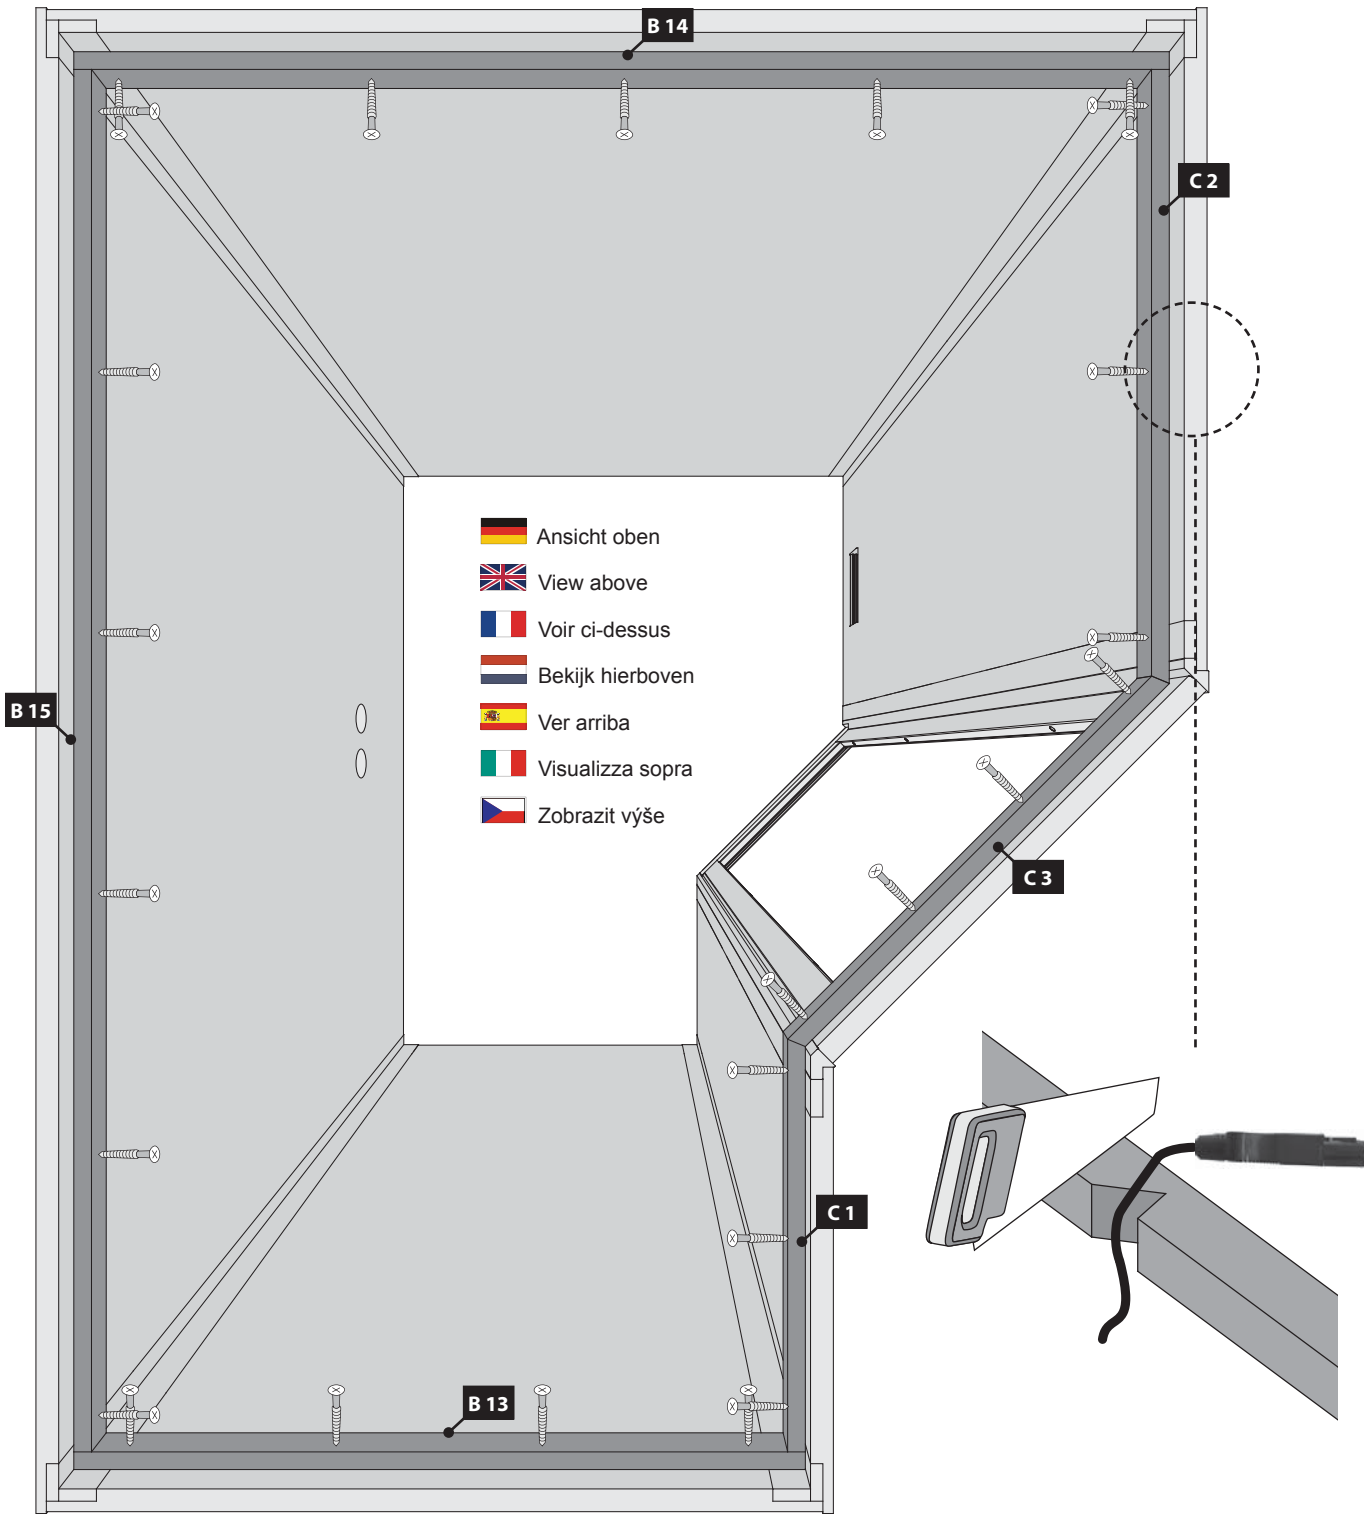 B 14
C 2
Ansicht oben
View above
Voir ci-dessus
Bekijk hierboven
B 15
Ver arriba
Visualizza sopra
Zobrazit výše
C 3
C 1
B 13